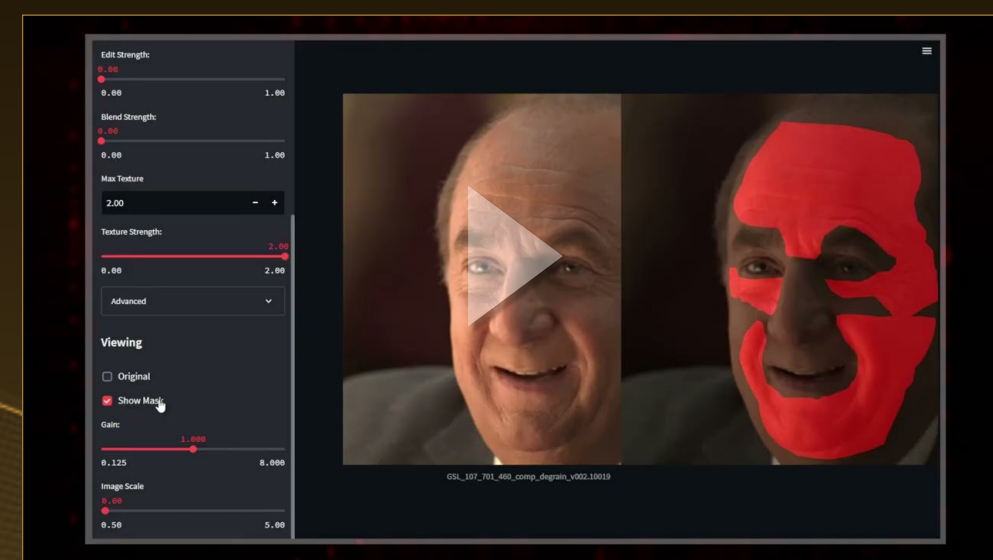 Edit Strength:
0.00
0.00 1.00
Blend Strength:
0.00
0.00 1.00
Max Texture
2.00 - +
Texture Strength:
2.00
0.00 2.00
Advanced
Viewing
Original
Show Mask
Gain:
1.000
0.125 8.000
Image Scale
0.00
0.50 5.00
GSL_107_701_460_comp_degrain_v002.10019